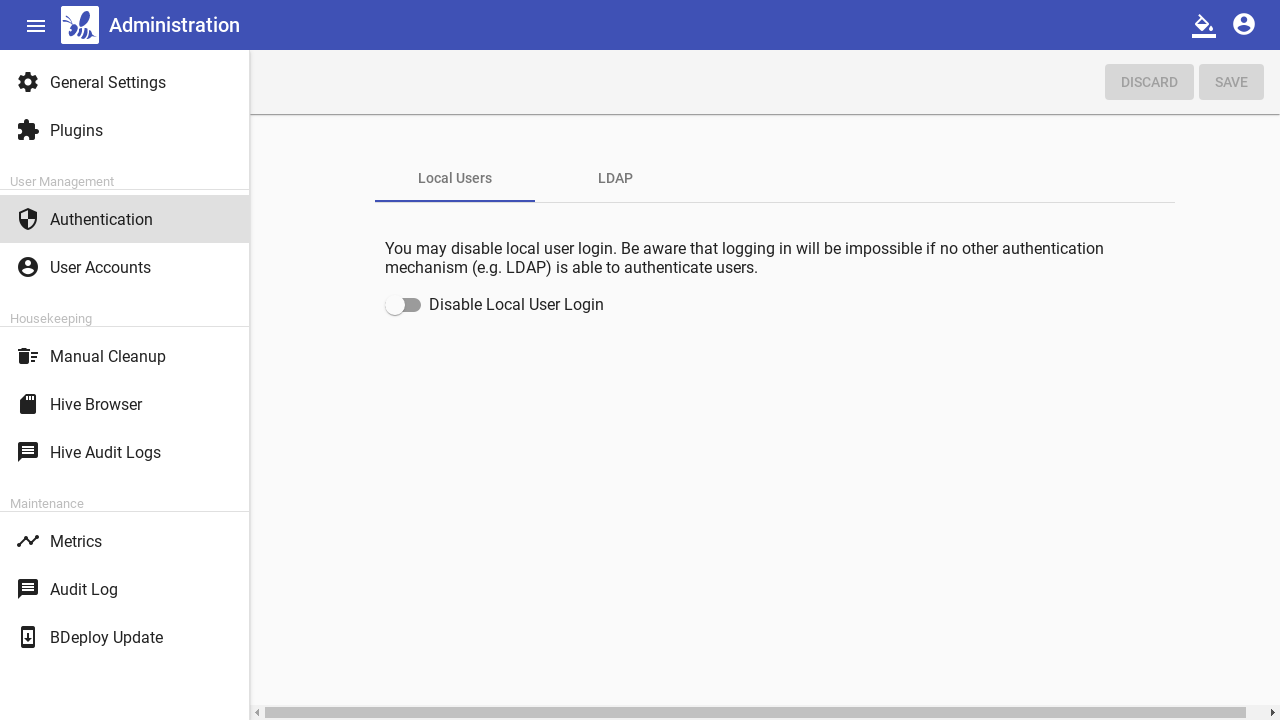 Administration
General Settings
Plugins
User Management
Authentication
User Accounts
Housekeeping
Manual Cleanup
Hive Browser
Hive Audit Logs
Maintenance
Metrics
Audit Log
BDeploy Update
DISCARD SAVE
Local Users LDAP
You may disable local user login. Be aware that logging in will be impossible if no other authentication
mechanism (e.g. LDAP) is able to authenticate users.
Disable Local User Login